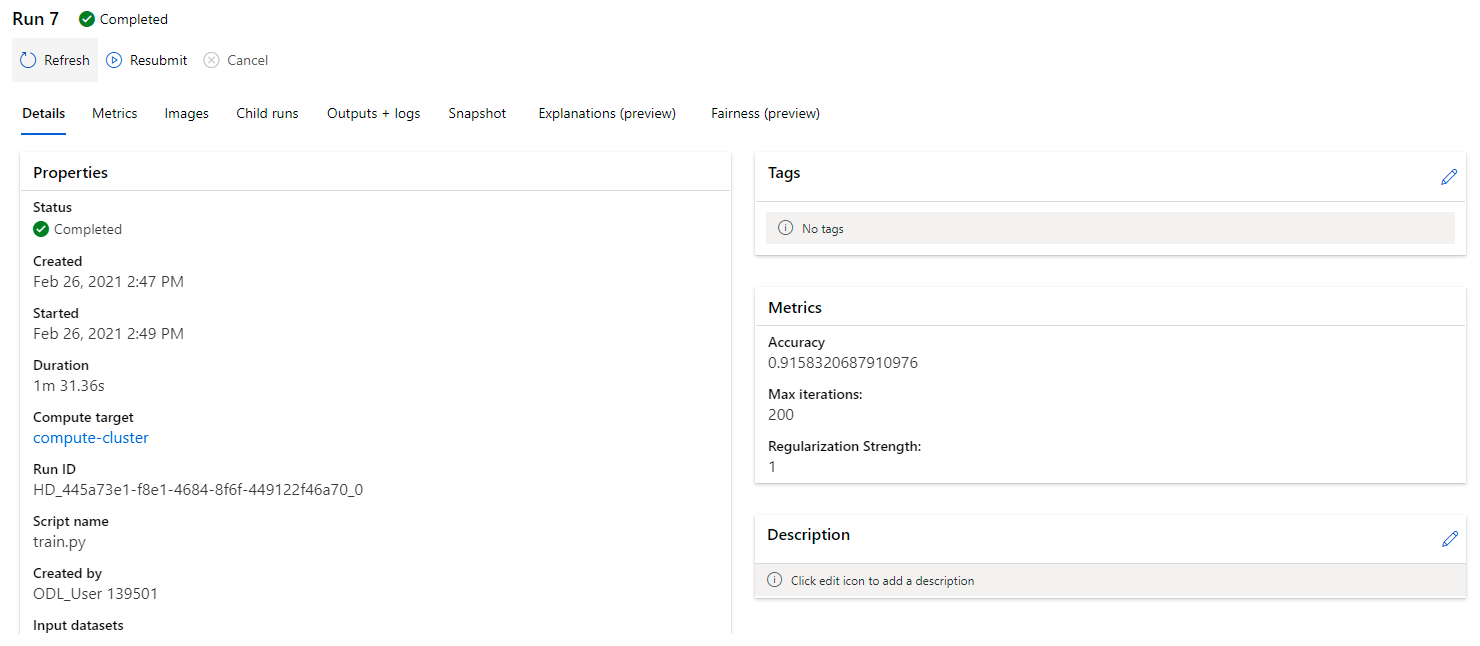 Run 7 Completed
Refresh Resubmit Cancel
Details Metrics Images Child runs Outputs + logs Snapshot Explanations (preview) Fairness (preview)
Properties
Status
Completed
Created
Feb 26, 2021 2:47 PM
Started
Feb 26, 2021 2:49 PM
Duration
1m 31.36s
Compute target
compute-cluster
Run ID
HD_445a73e1-f8e1-4684-8f6f-449122f46a70_0
Script name
train.py
Created by
ODL_User 139501
Input datasets
Tags
No tags
Metrics
Accuracy
0.9158320687910976
Max iterations:
200
Regularization Strength:
1
Description
Click edit icon to add a description